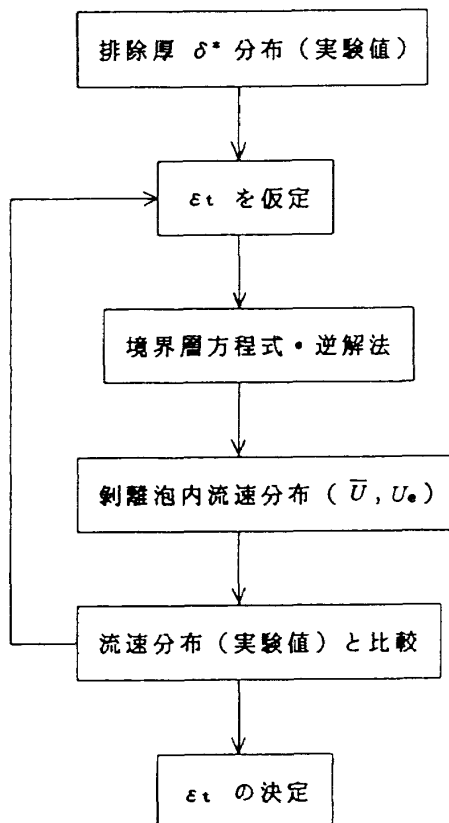 排除厚 δ* 分布（実験値）
εt を仮定
境界層方程式・逆解法
剝離泡内流速分布（U̅, Ue）
流速分布（実験値）と比較
εt の決定